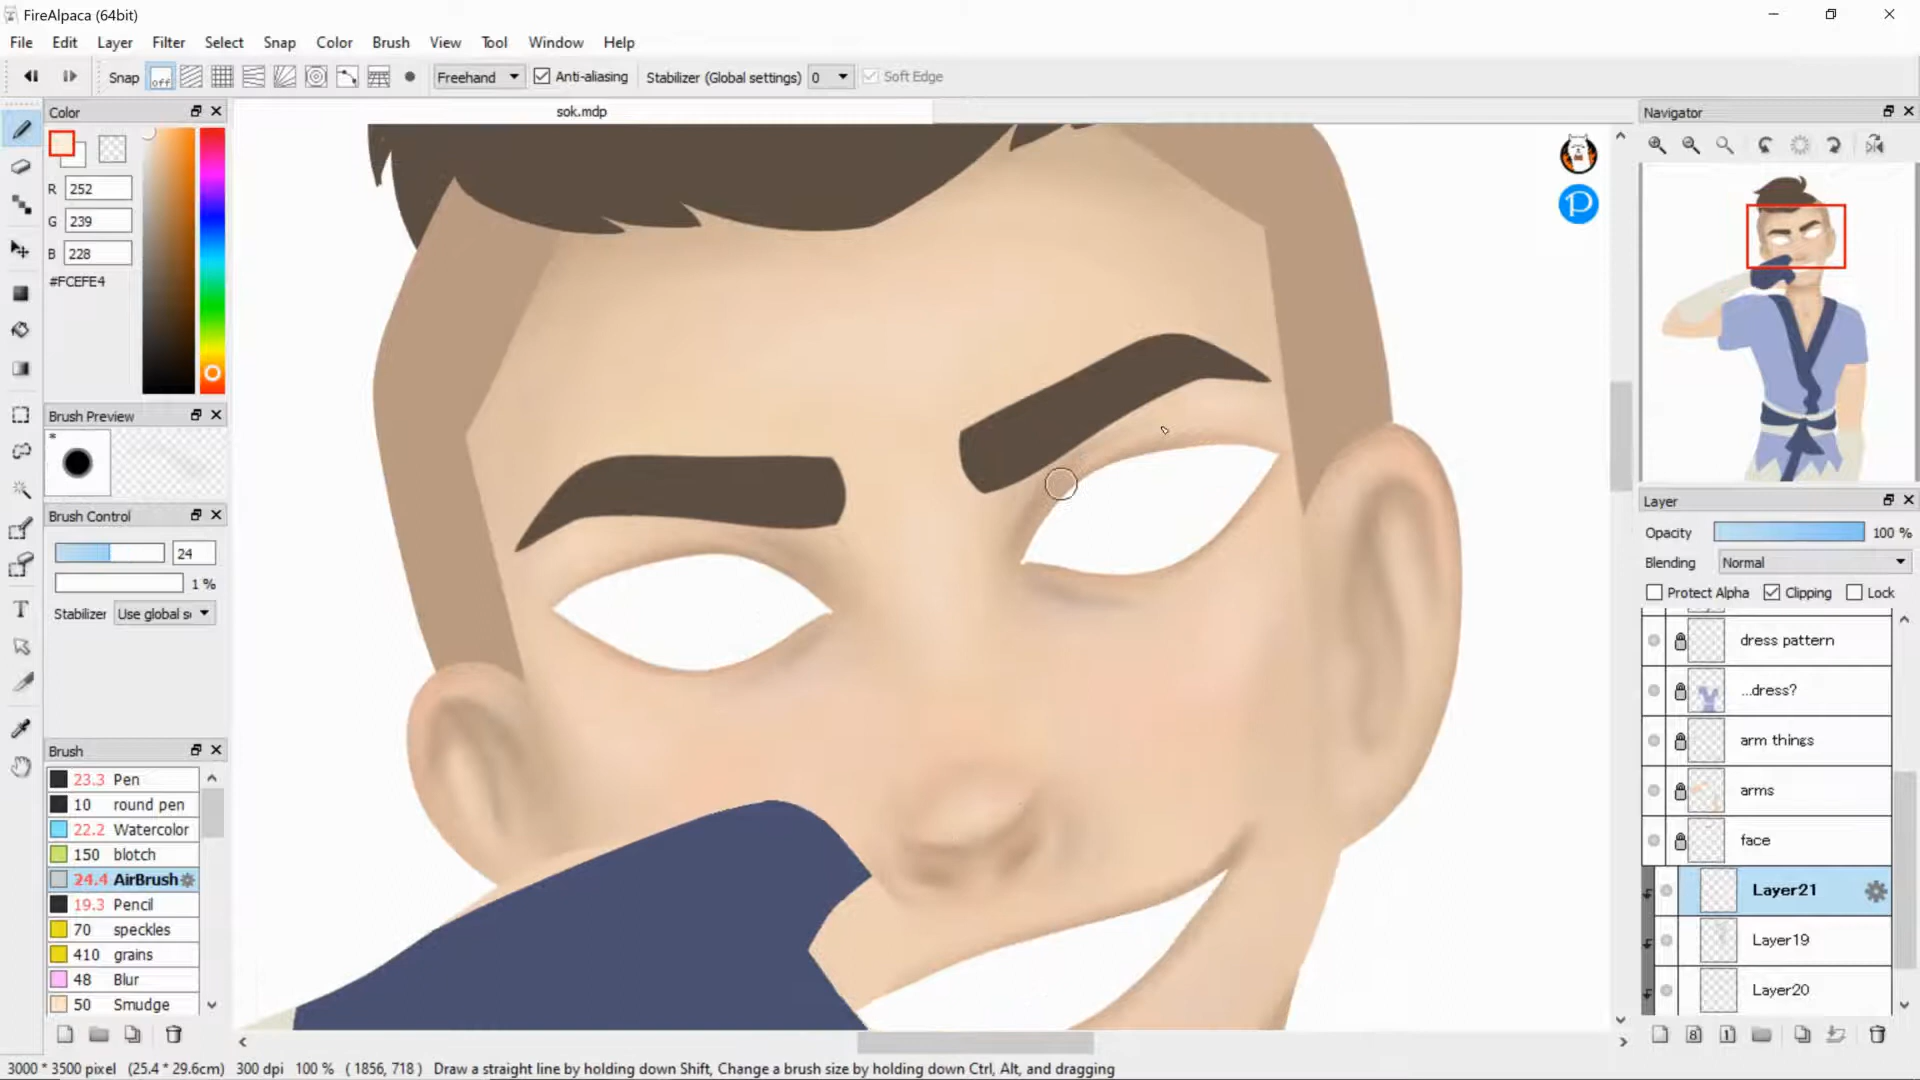 FireAlpaca (64bit)
File Edit Layer Filter Select Snap Color Brush View Tool Window Help
Snap off Freehand Anti-aliasing Stabilizer (Global settings) 0 Soft Edge
Color
R 252
G 239
B 228
#FCEFE4
Brush Preview
*
Brush Control
24
1 %
Stabilizer Use global s
Brush
23.3 Pen
10 round pen
22.2 Watercolor
150 blotch
24.4 AirBrush
19.3 Pencil
70 speckles
410 grains
48 Blur
50 Smudge
sok.mdp
P
Navigator
Layer
Opacity 100 %
Blending Normal
Protect Alpha Clipping Lock
dress pattern
...dress?
arm things
arms
face
Layer21
Layer19
Layer20
8 1
T
3000 * 3500 pixel (25.4 * 29.6cm) 300 dpi 100 % ( 1856, 718 ) Draw a straight line by holding down Shift, Change a brush size by holding down Ctrl, Alt, and dragging